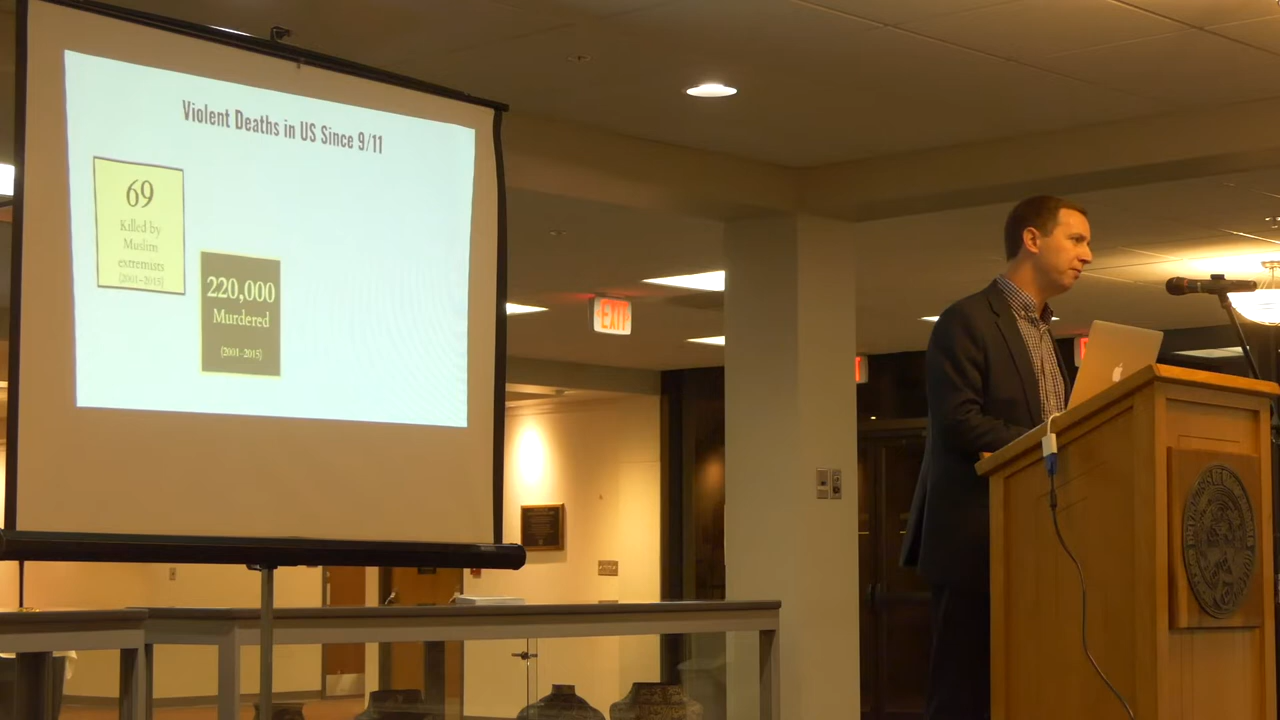 Violent Deaths in US Since 9/11
69
Killed by
Muslim
extremists
(2001-2015)
220,000
Murdered
(2001-2015)
EXIT